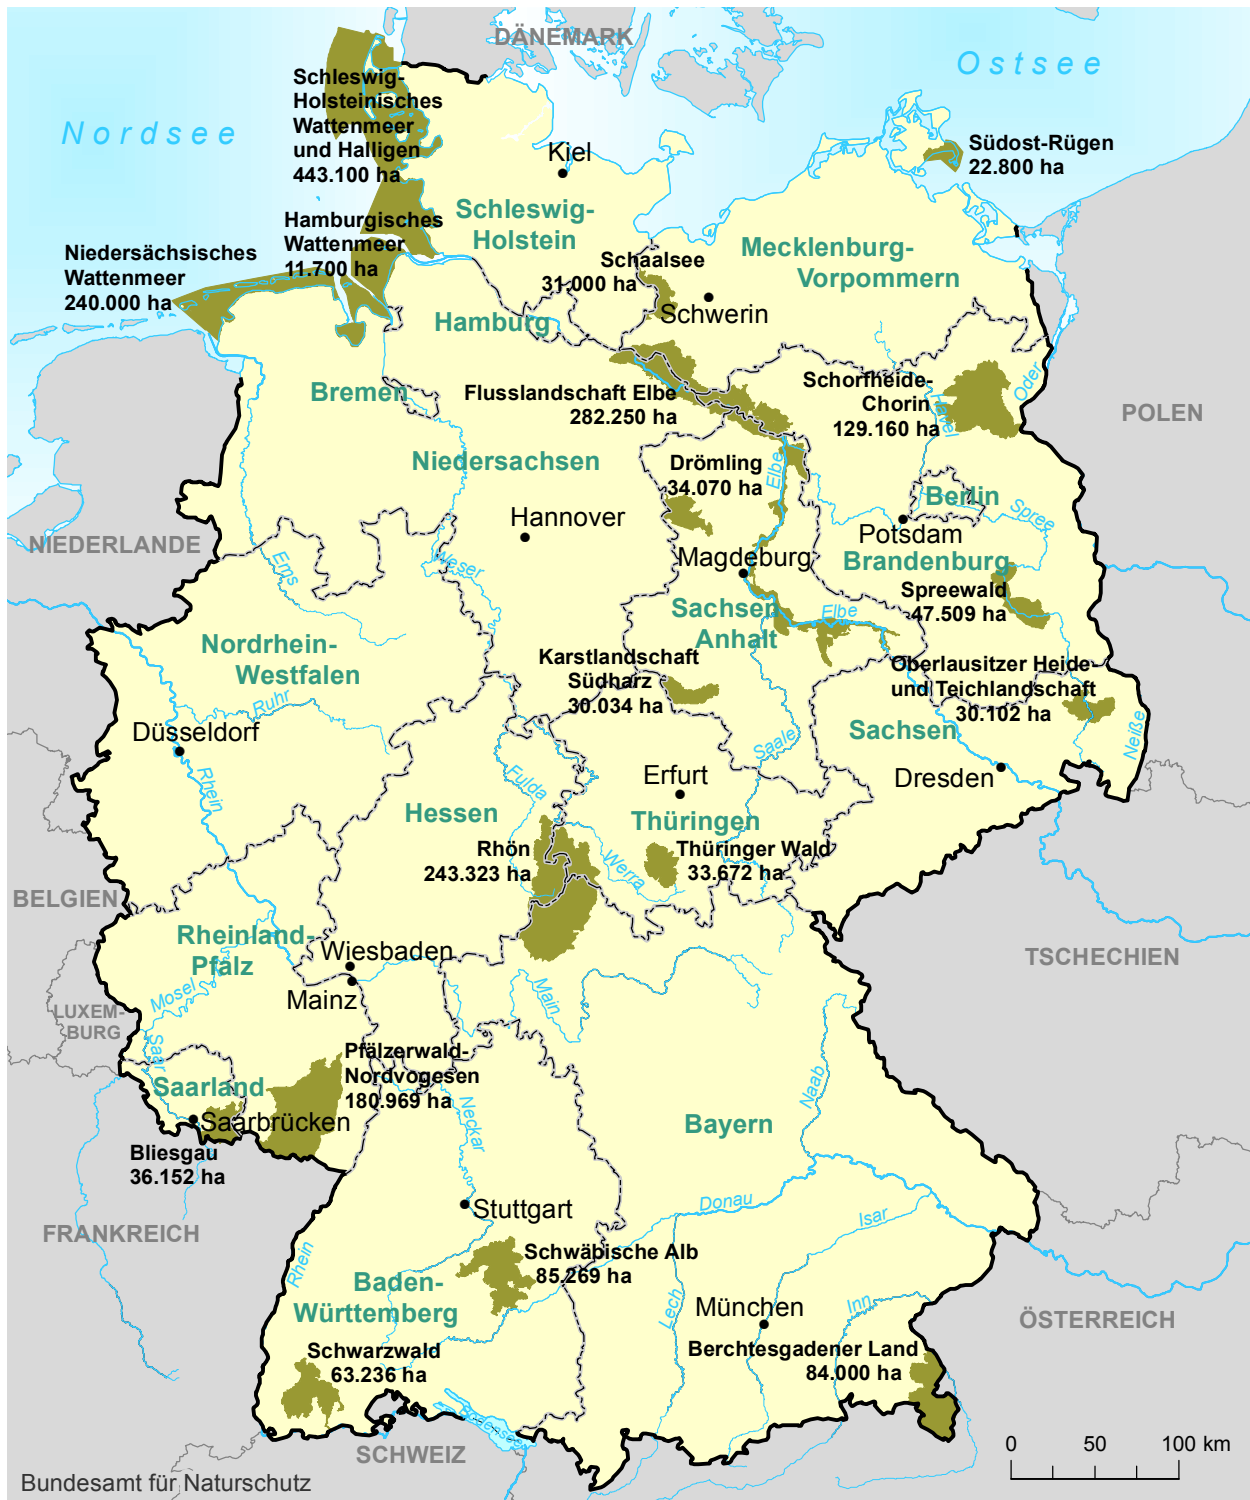 DÄNEMARK
Ostsee
Nordsee
Schleswig-
Holsteinisches
Wattenmeer
und Halligen
443.100 ha
Kiel
Südost-Rügen
22.800 ha
Schleswig-
Holstein
Hamburgisches
Wattenmeer
11.700 ha
Niedersächsisches
Wattenmeer
240.000 ha
Mecklenburg-
Vorpommern
Schaalsee
31.000 ha
Schwerin
Hamburg
Bremen
Flusslandschaft Elbe
282.250 ha
Schorfheide-
Chorin
129.160 ha
Oder
Havel
POLEN
Niedersachsen
Drömling
34.070 ha
Elbe
Berlin
Spree
Hannover
Potsdam
NIEDERLANDE
Ems
Weser
Magdeburg
Brandenburg
Spreewald
47.509 ha
Sachsen
Anhalt
Elbe
Nordrhein-
Westfalen
Ruhr
Karstlandschaft
Südharz
30.034 ha
Oberlausitzer Heide-
und Teichlandschaft
30.102 ha
Düsseldorf
Rhein
Saale
Sachsen
Neiße
Dresden
Fulda
Erfurt
Hessen
Thüringen
Rhön
243.323 ha
Werra
Thüringer Wald
33.672 ha
BELGIEN
Rheinland-
Pfalz
Wiesbaden
Mainz
Mosel
Main
TSCHECHIEN
LUXEM-
BURG
Saar
Pfälzerwald-
Nordvogesen
180.969 ha
Saarland
Saarbrücken
Neckar
Naab
Bayern
Bliesgau
36.152 ha
Stuttgart
Donau
Isar
FRANKREICH
Rhein
Schwäbische Alb
85.269 ha
Baden-
Württemberg
Lech
München
Inn
ÖSTERREICH
Schwarzwald
63.236 ha
Berchtesgadener Land
84.000 ha
Bodensee
SCHWEIZ
0 50 100 km
Bundesamt für Naturschutz